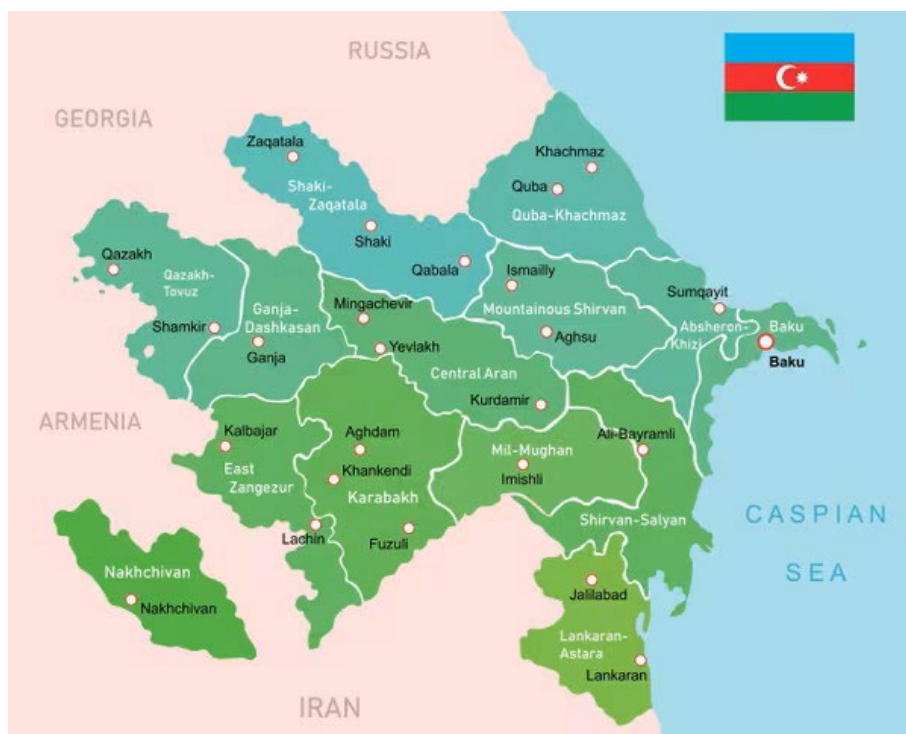 RUSSIA
GEORGIA
Zaqatala
Khachmaz
Shaki-
Zaqatala
Quba
Quba-Khachmaz
Shaki
Qazakh
Qabala
Ismailly
Qazakh-
Tovuz
Sumqayit
Mingachevir
Ganja-
Dashkasan
Mountainous Shirvan
Shamkir
Absheron-
Khizi
Baku
Aghsu
Ganja
Yevlakh
Baku
Central Aran
Kurdamir
ARMENIA
Kalbajar
Aghdam
Ali-Bayramli
Mil-Mughan
East
Zangezur
Khankendi
Imishli
Karabakh
CASPIAN
SEA
Shirvan-Salyan
Lachin
Fuzuli
Nakhchivan
Nakhchivan
Jalilabad
Lankaran-
Astara
Lankaran
IRAN